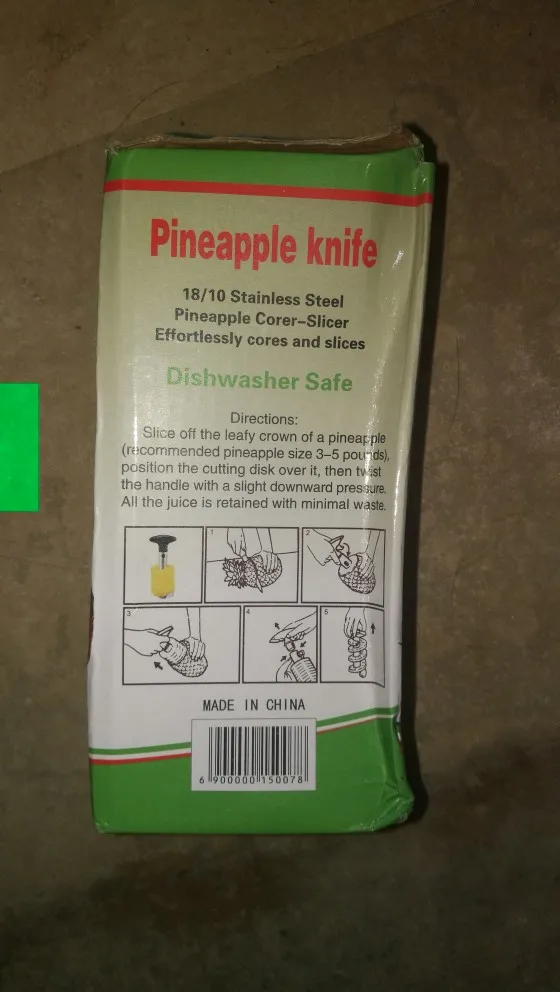 Pineapple knife
18/10 Stainless Steel
Pineapple Corer–Slicer
Effortlessly cores and slices
Dishwasher Safe
Directions:
Slice off the leafy crown of a pineapple
(recommended pineapple size 3–5 pounds),
position the cutting disk over it, then twist
the handle with a slight downward pressure.
All the juice is retained with minimal waste.
1
2
3
4
5
MADE IN CHINA
6 900000 150078